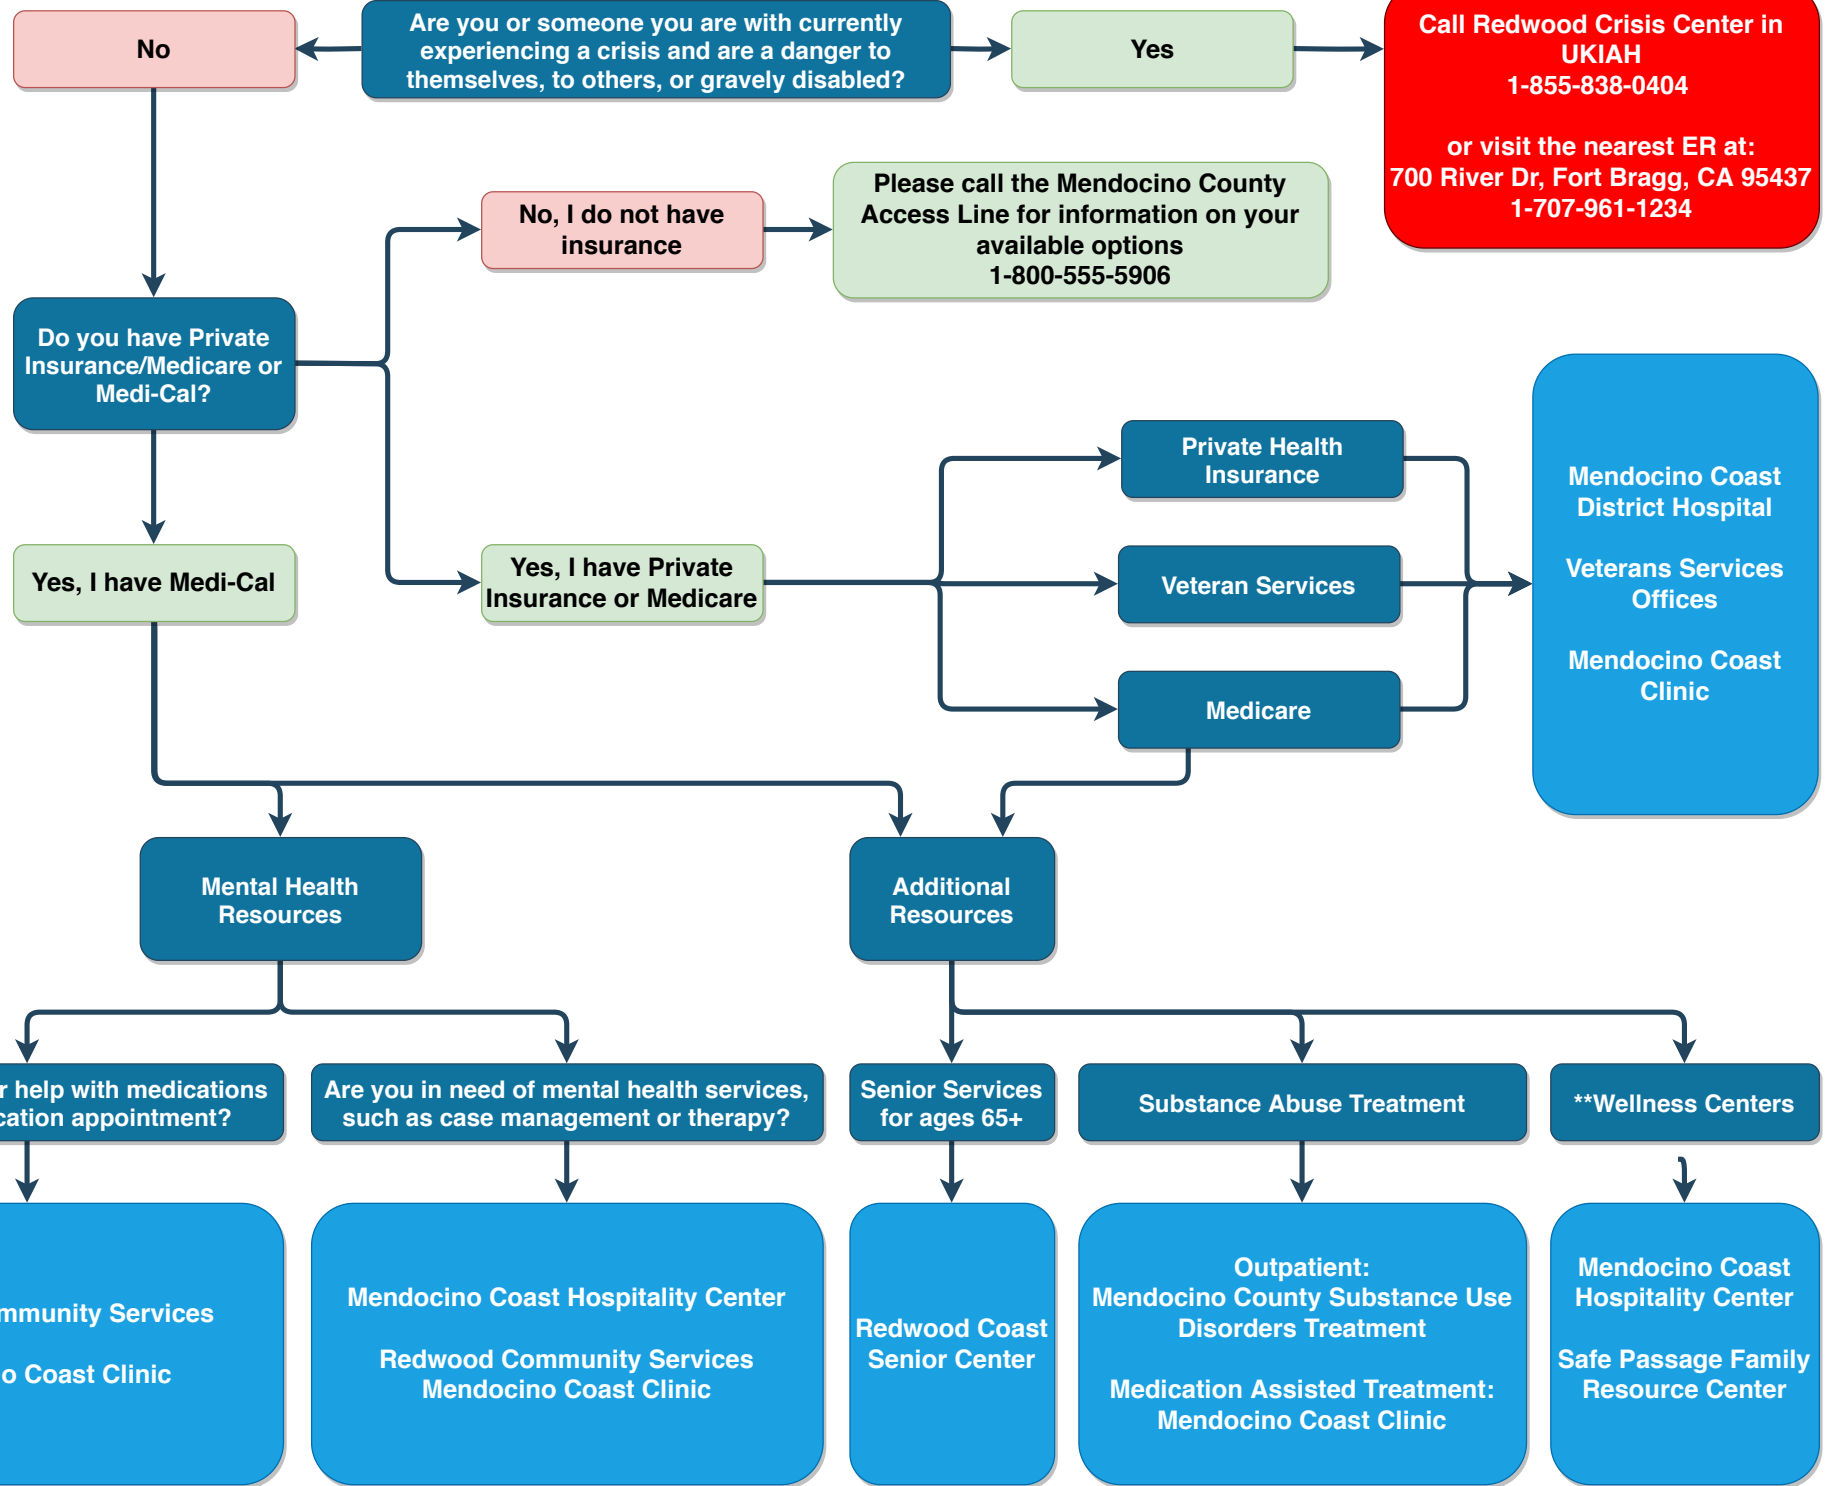 No
Are you or someone you are with currently
experiencing a crisis and are a danger to
themselves, to others, or gravely disabled?
Yes
Call Redwood Crisis Center in
UKIAH
1-855-838-0404
or visit the nearest ER at:
700 River Dr, Fort Bragg, CA 95437
1-707-961-1234
No, I do not have
insurance
Please call the Mendocino County
Access Line for information on your
available options
1-800-555-5906
Do you have Private
Insurance/Medicare or
Medi-Cal?
Yes, I have Medi-Cal
Yes, I have Private
Insurance or Medicare
Private Health
Insurance
Veteran Services
Medicare
Mendocino Coast
District Hospital
Veterans Services
Offices
Mendocino Coast
Clinic
Mental Health
Resources
Additional
Resources
help with medications
appointment?
Are you in need of mental health services,
such as case management or therapy?
Senior Services
for ages 65+
Substance Abuse Treatment
**Wellness Centers
Services
Coast Clinic
Mendocino Coast Hospitality Center
Redwood Community Services
Mendocino Coast Clinic
Redwood Coast
Senior Center
Outpatient:
Mendocino County Substance Use
Disorders Treatment
Medication Assisted Treatment:
Mendocino Coast Clinic
Mendocino Coast
Hospitality Center
Safe Passage Family
Resource Center